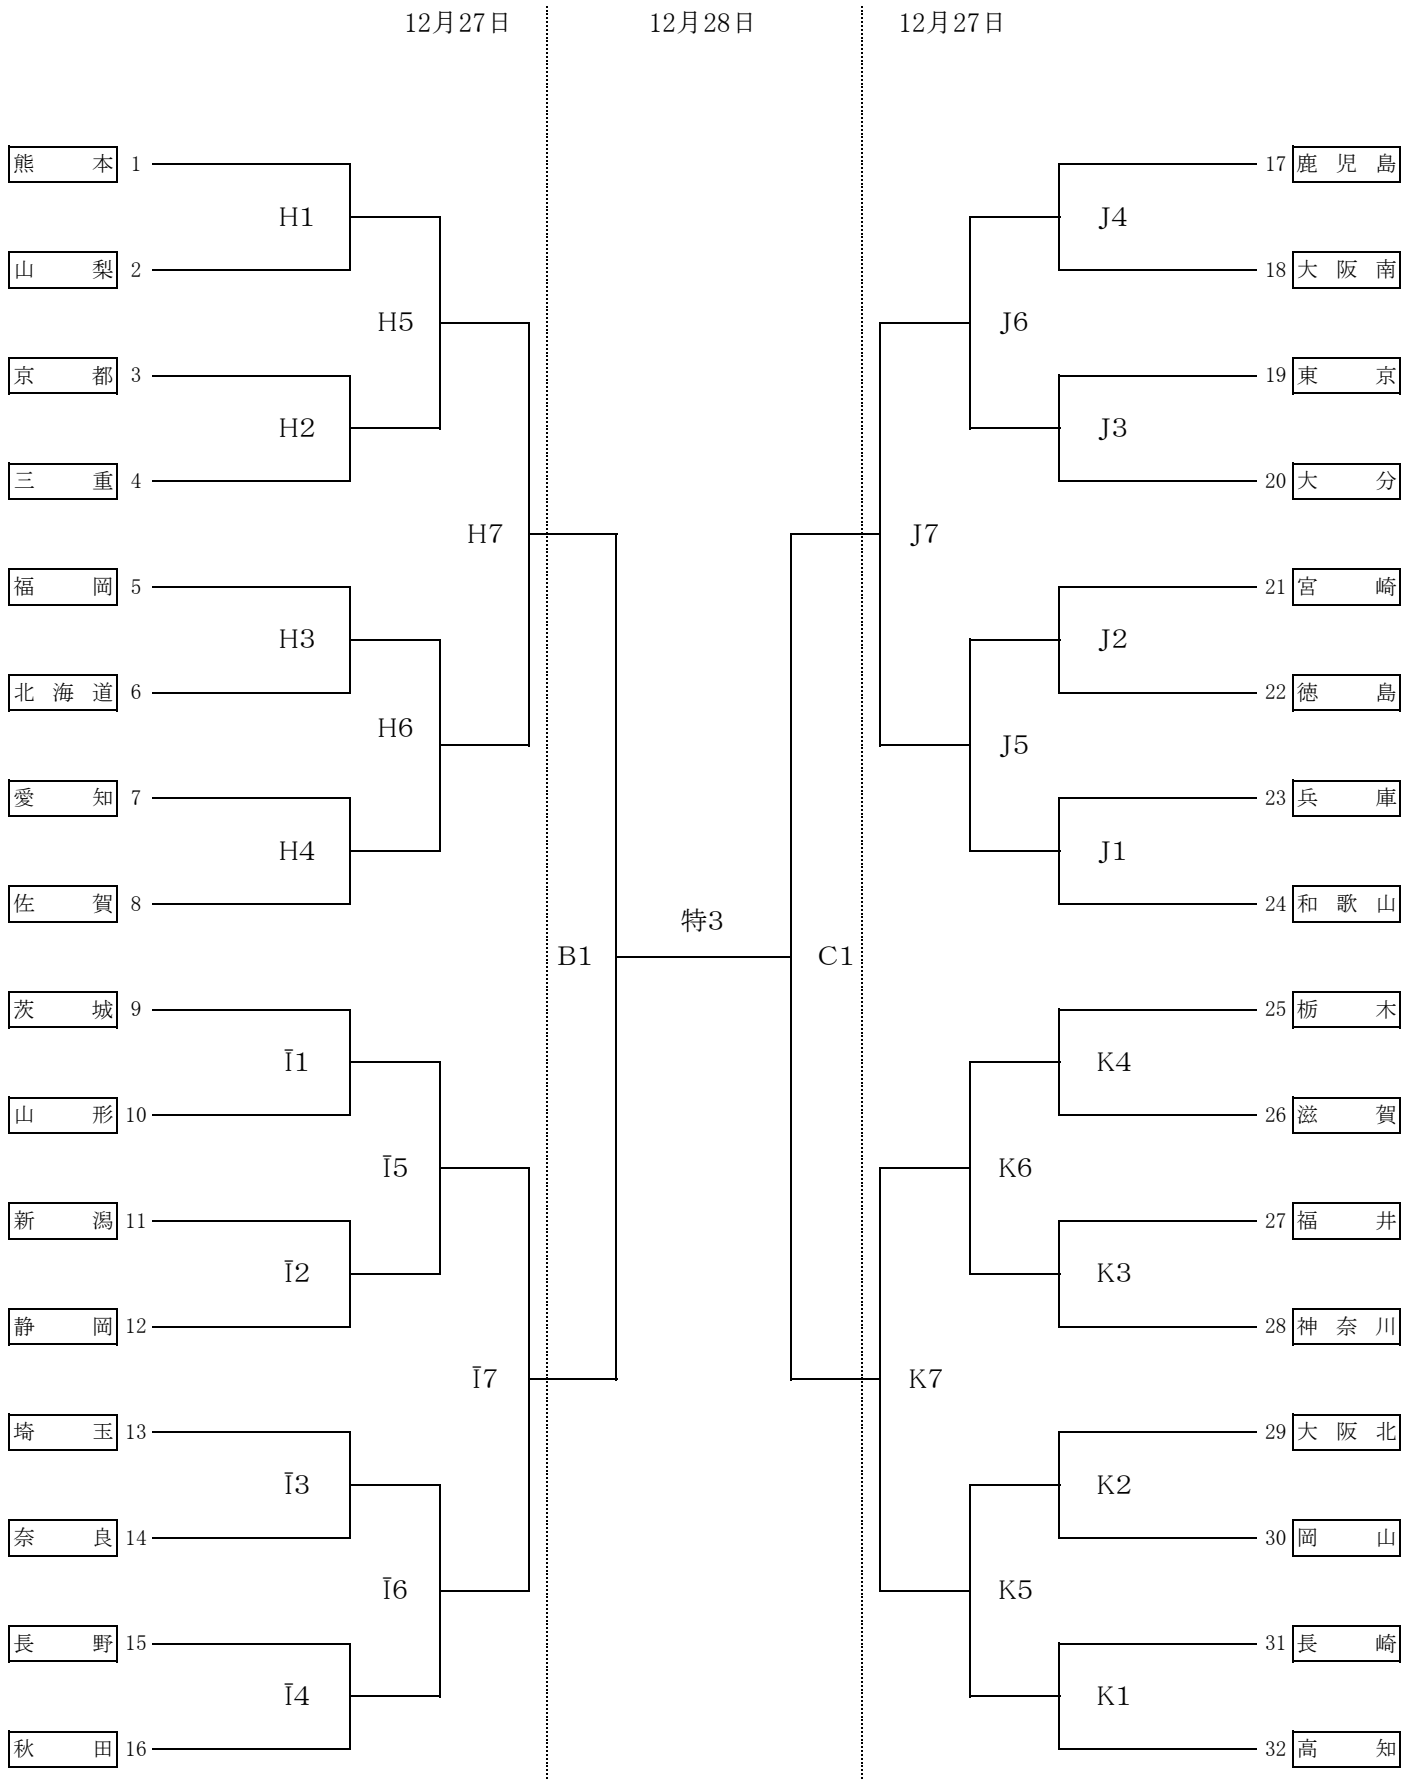 12月27日 12月28日 12月27日
熊本 1 17 鹿児島
H1 J4
山梨 2 18 大阪南
H5 J6
京都 3 19 東京
H2 J3
三重 4 20 大分
H7 J7
福岡 5 21 宮崎
H3 J2
北海道 6 22 徳島
H6 J5
愛知 7 23 兵庫
H4 J1
佐賀 8 24 和歌山
特3
B1 C1
茨城 9 25 栃木
Ī1 K4
山形 10 26 滋賀
Ī5 K6
新潟 11 27 福井
Ī2 K3
静岡 12 28 神奈川
Ī7 K7
埼玉 13 29 大阪北
Ī3 K2
奈良 14 30 岡山
Ī6 K5
長野 15 31 長崎
Ī4 K1
秋田 16 32 高知